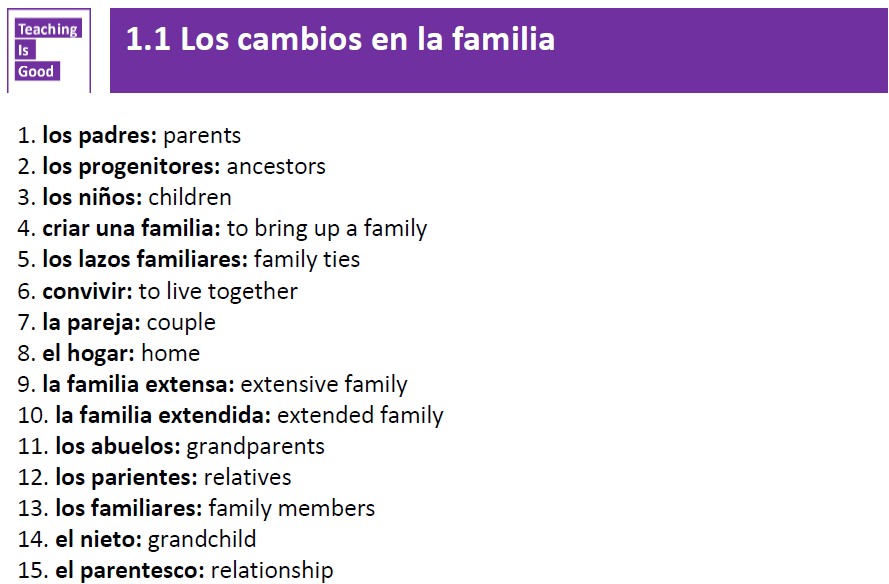 Teaching
Is
Good
1.1 Los cambios en la familia
1. los padres: parents
2. los progenitores: ancestors
3. los niños: children
4. criar una familia: to bring up a family
5. los lazos familiares: family ties
6. convivir: to live together
7. la pareja: couple
8. el hogar: home
9. la familia extensa: extensive family
10. la familia extendida: extended family
11. los abuelos: grandparents
12. los parientes: relatives
13. los familiares: family members
14. el nieto: grandchild
15. el parentesco: relationship